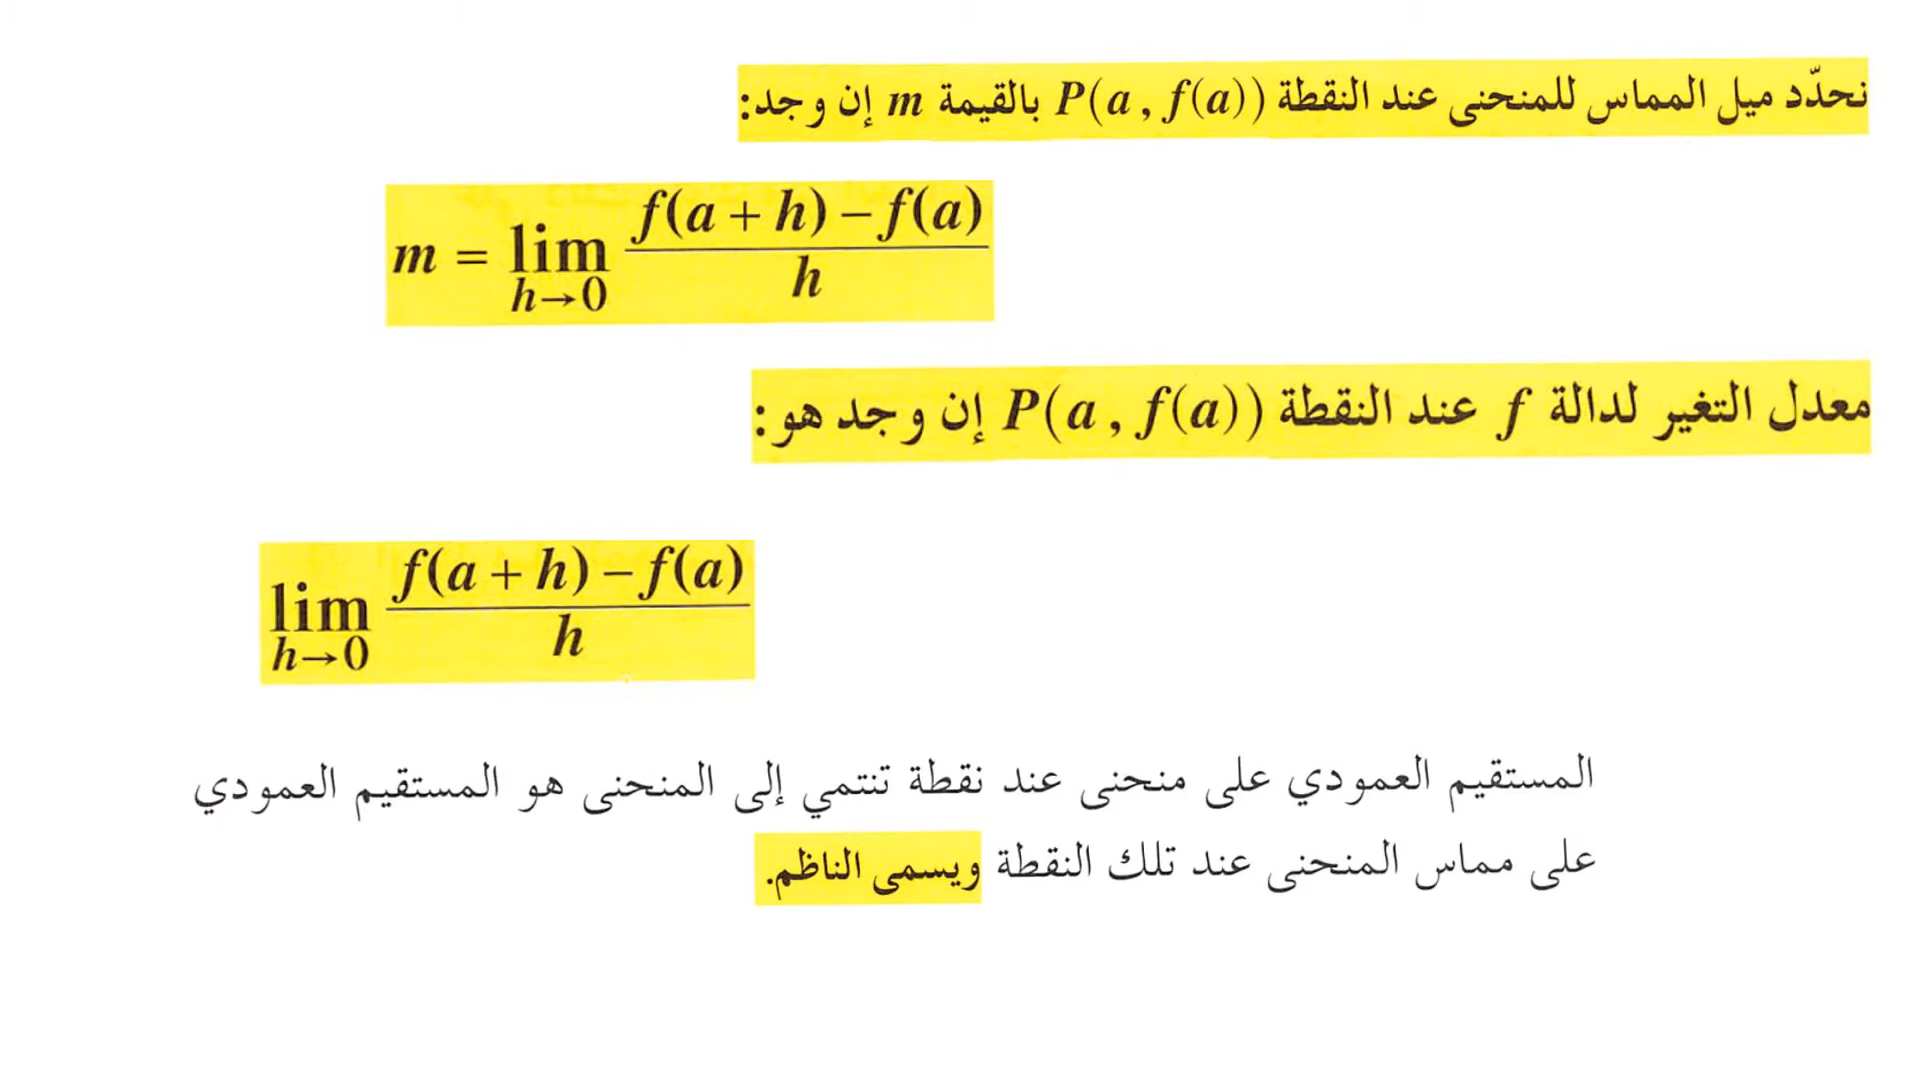 نحدّد ميل المماس للمنحنى عند النقطة P(a , f(a)) بالقيمة m إن وجد:
m = lim h→0 f(a + h) – f(a) / h
معدل التغير لدالة f عند النقطة P(a , f(a)) إن وجد هو:
lim h→0 f(a + h) – f(a) / h
المستقيم العمودي على منحنى عند نقطة تنتمي إلى المنحنى هو المستقيم العمودي
على مماس المنحنى عند تلك النقطة ويسمى الناظم.